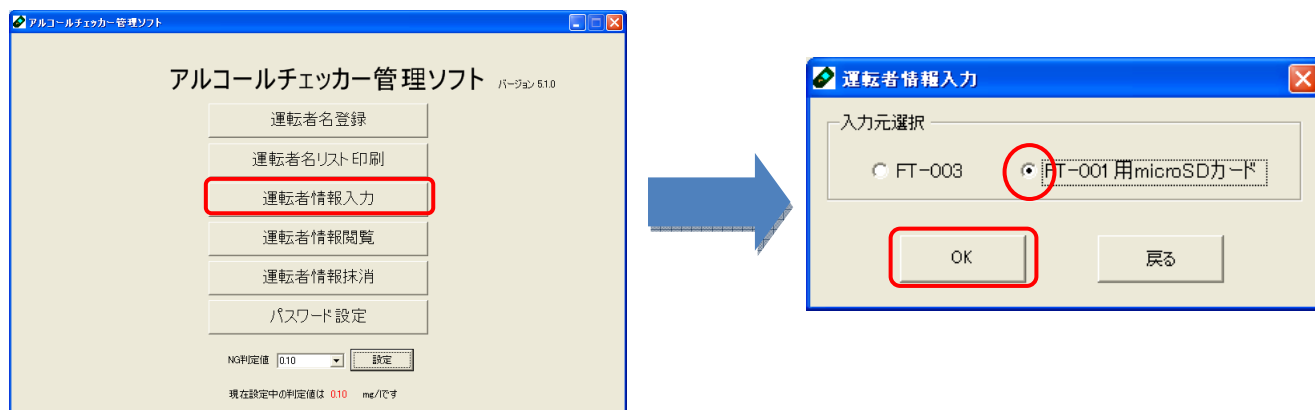 アルコールチェッカー管理ソフト
アルコールチェッカー管理ソフト バージョン 5.1.0
運転者名登録
運転者名リスト印刷
運転者情報入力
運転者情報閲覧
運転者情報抹消
パスワード設定
NG判定値 0.10 設定
現在設定中の判定値は 0.10 mg/lです
運転者情報入力
入力元選択
FT-003 FT-001用microSDカード
OK 戻る